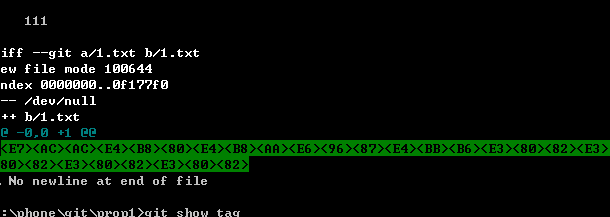 111
iff --git a/1.txt b/1.txt
ew file mode 100644
ndex 0000000..0f177f0
-- /dev/null
++ b/1.txt
@ -0,0 +1 @@
<E7><AC><AC><E4><B8><80><E4><B8><AA><E6><96><87><E4><BB><B6><E3><80><82><E3>
80><82><E3><80><82><E3><80><82>
No newline at end of file
:\phone\git\prop1>git show tag